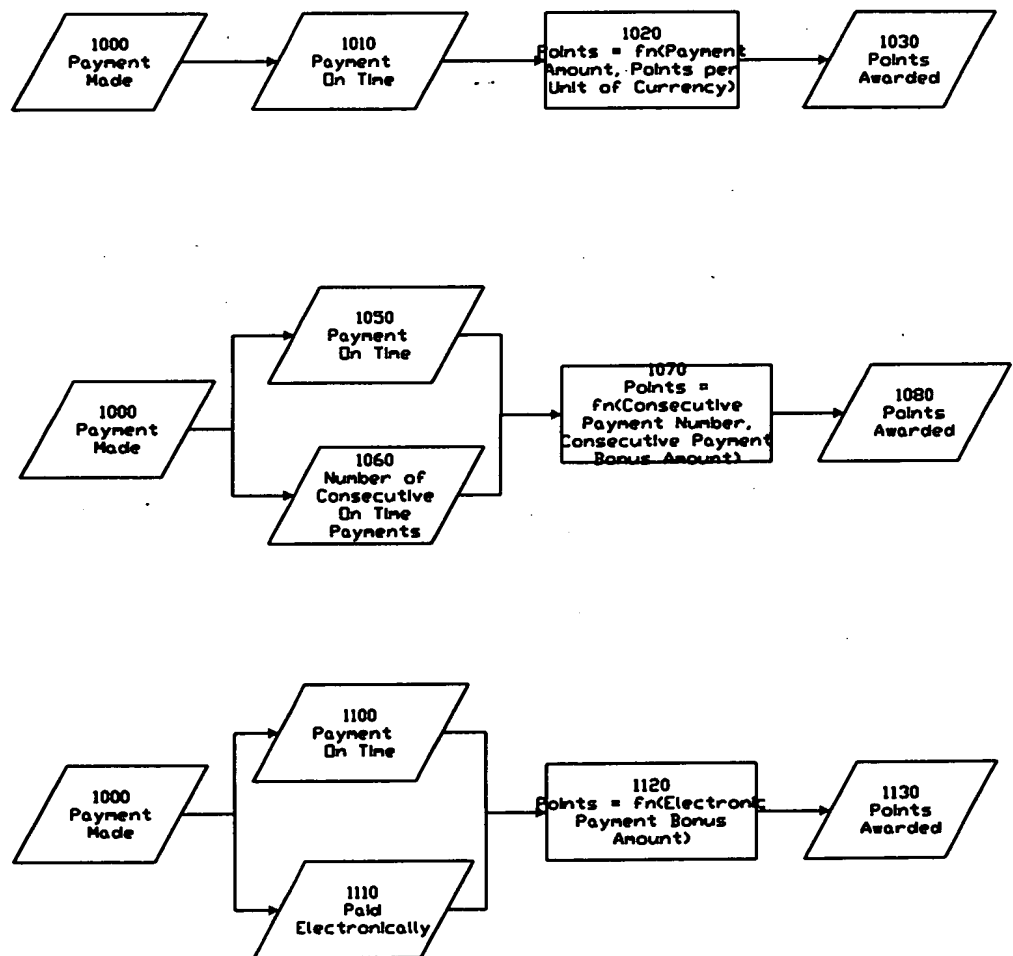 1000
Payment
Made
1010
Payment
On Time
1020
Points = fn(Payment
Amount, Points per
Unit of Currency)
1030
Points
Awarded
1000
Payment
Made
1050
Payment
On Time
1060
Number of
Consecutive
On Time
Payments
1070
Points =
fn(Consecutive
Payment Number,
Consecutive Payment
Bonus Amount)
1080
Points
Awarded
1000
Payment
Made
1100
Payment
On Time
1110
Paid
Electronically
1120
Points = fn(Electronic
Payment Bonus
Amount)
1130
Points
Awarded